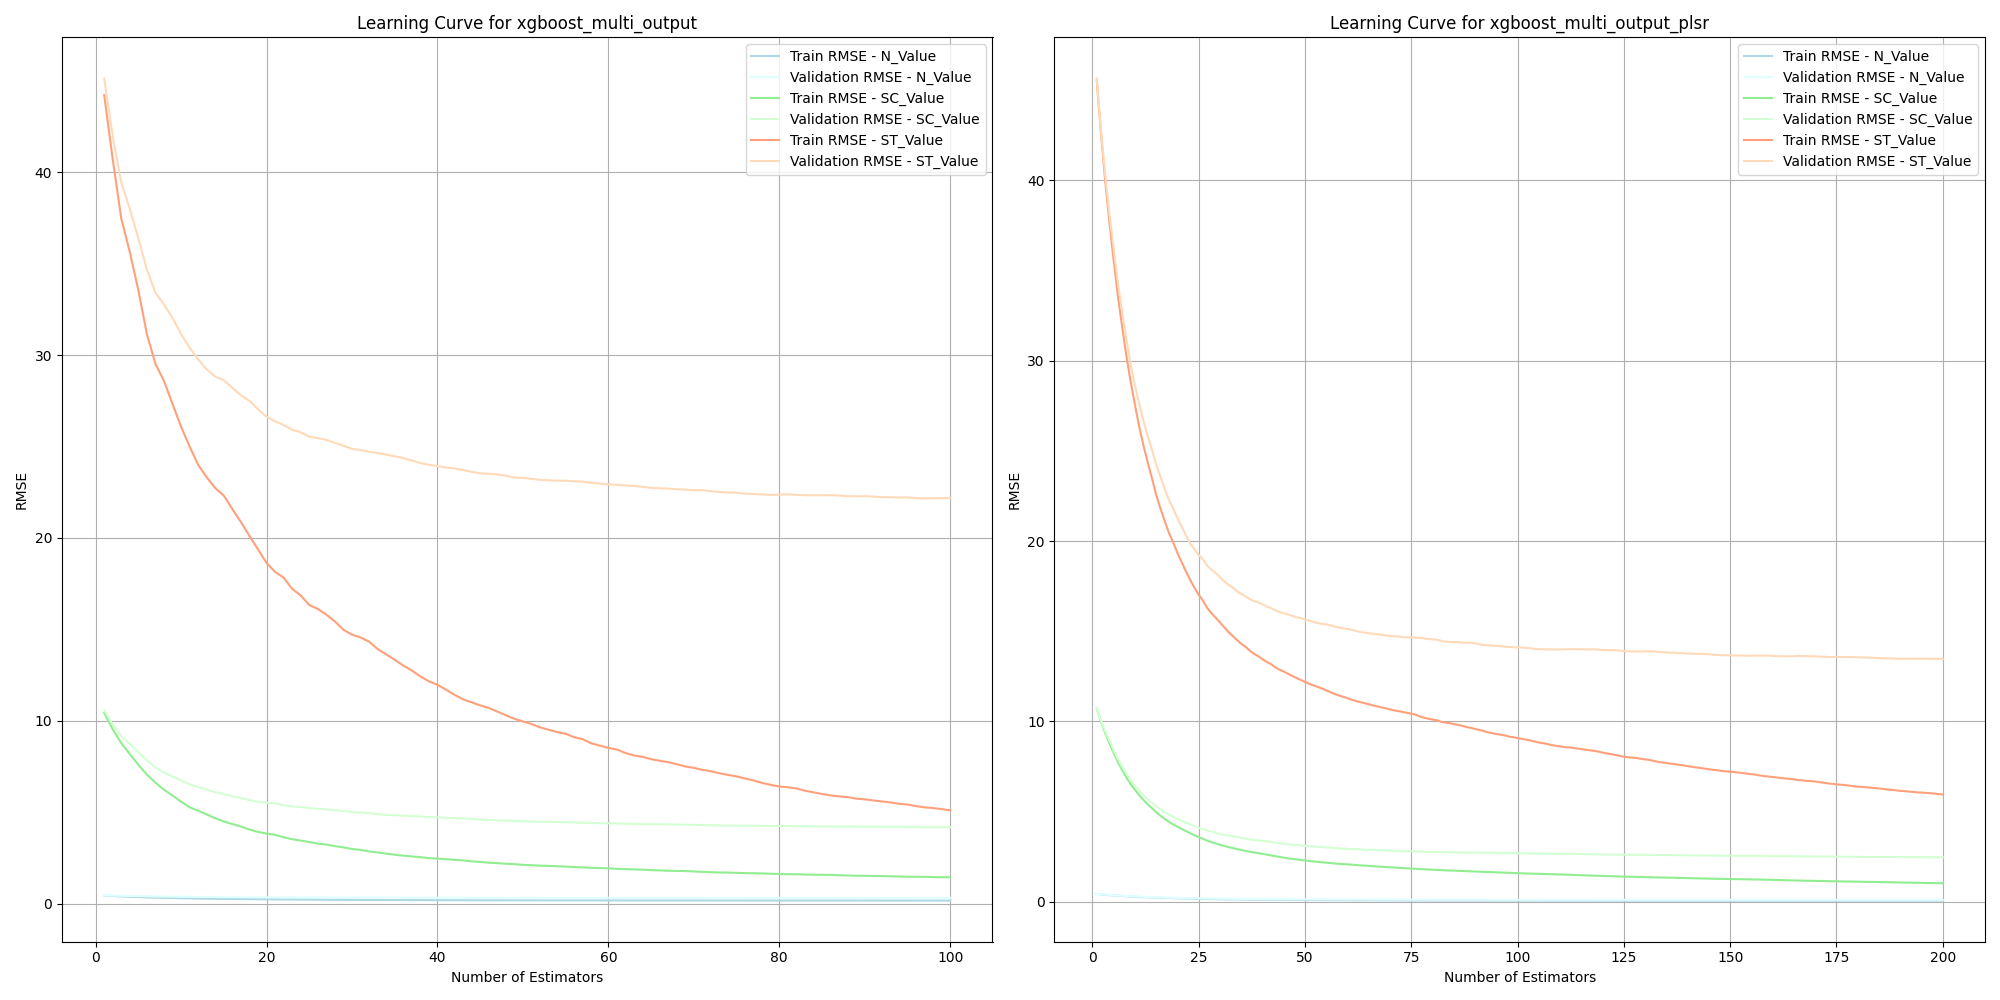 Learning Curve for xgboost_multi_output
Train RMSE - N_Value
Validation RMSE - N_Value
Train RMSE - SC_Value
Validation RMSE - SC_Value
Train RMSE - ST_Value
Validation RMSE - ST_Value
40
30
20
10
0
RMSE
0 20 40 60 80 100
Number of Estimators
Learning Curve for xgboost_multi_output_plsr
Train RMSE - N_Value
Validation RMSE - N_Value
Train RMSE - SC_Value
Validation RMSE - SC_Value
Train RMSE - ST_Value
Validation RMSE - ST_Value
40
30
20
10
0
RMSE
0 25 50 75 100 125 150 175 200
Number of Estimators